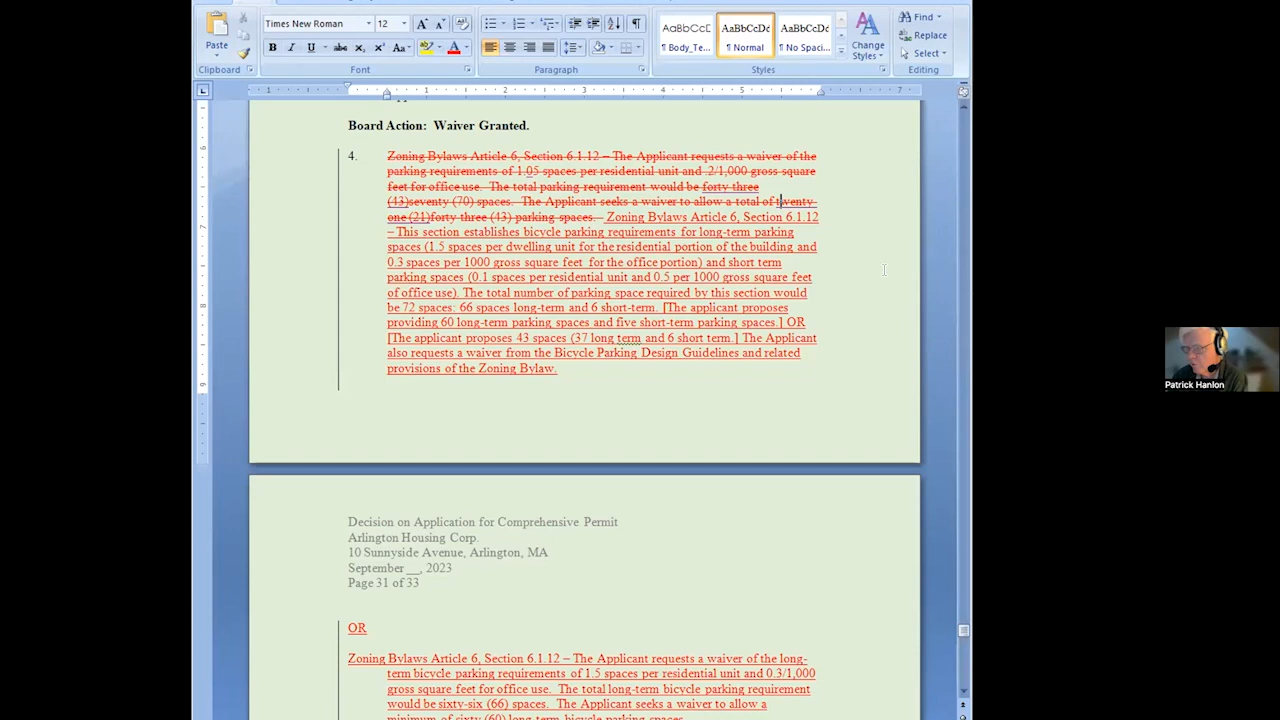 Times New Roman
12
Paste
Clipboard
Font
Paragraph
AaBbCcDd
AaBbCcDd
AaBbCcDd
¶ Body_Te...
¶ Normal
¶ No Spaci...
Change
Styles
Styles
Find
Replace
Select
Editing
Board Action: Waiver Granted.
4. Zoning Bylaws Article 6, Section 6.1.12 – The Applicant requests a waiver of the
parking requirements of 1.05 spaces per residential unit and .2/1,000 gross square
feet for office use. The total parking requirement would be forty three
(43)seventy (70) spaces. The Applicant seeks a waiver to allow a total of twenty-
one (21)forty three (43) parking spaces. Zoning Bylaws Article 6, Section 6.1.12
– This section establishes bicycle parking requirements for long-term parking
spaces (1.5 spaces per dwelling unit for the residential portion of the building and
0.3 spaces per 1000 gross square feet for the office portion) and short term
parking spaces (0.1 spaces per residential unit and 0.5 per 1000 gross square feet
of office use). The total number of parking space required by this section would
be 72 spaces: 66 spaces long-term and 6 short-term. [The applicant proposes
providing 60 long-term parking spaces and five short-term parking spaces.] OR
[The applicant proposes 43 spaces (37 long term and 6 short term.] The Applicant
also requests a waiver from the Bicycle Parking Design Guidelines and related
provisions of the Zoning Bylaw.
Decision on Application for Comprehensive Permit
Arlington Housing Corp.
10 Sunnyside Avenue, Arlington, MA
September __, 2023
Page 31 of 33
OR
Zoning Bylaws Article 6, Section 6.1.12 – The Applicant requests a waiver of the long-
term bicycle parking requirements of 1.5 spaces per residential unit and 0.3/1,000
gross square feet for office use. The total long-term bicycle parking requirement
would be sixty-six (66) spaces. The Applicant seeks a waiver to allow a
minimum of sixty (60) long-term bicycle parking spaces.
Patrick Hanlon